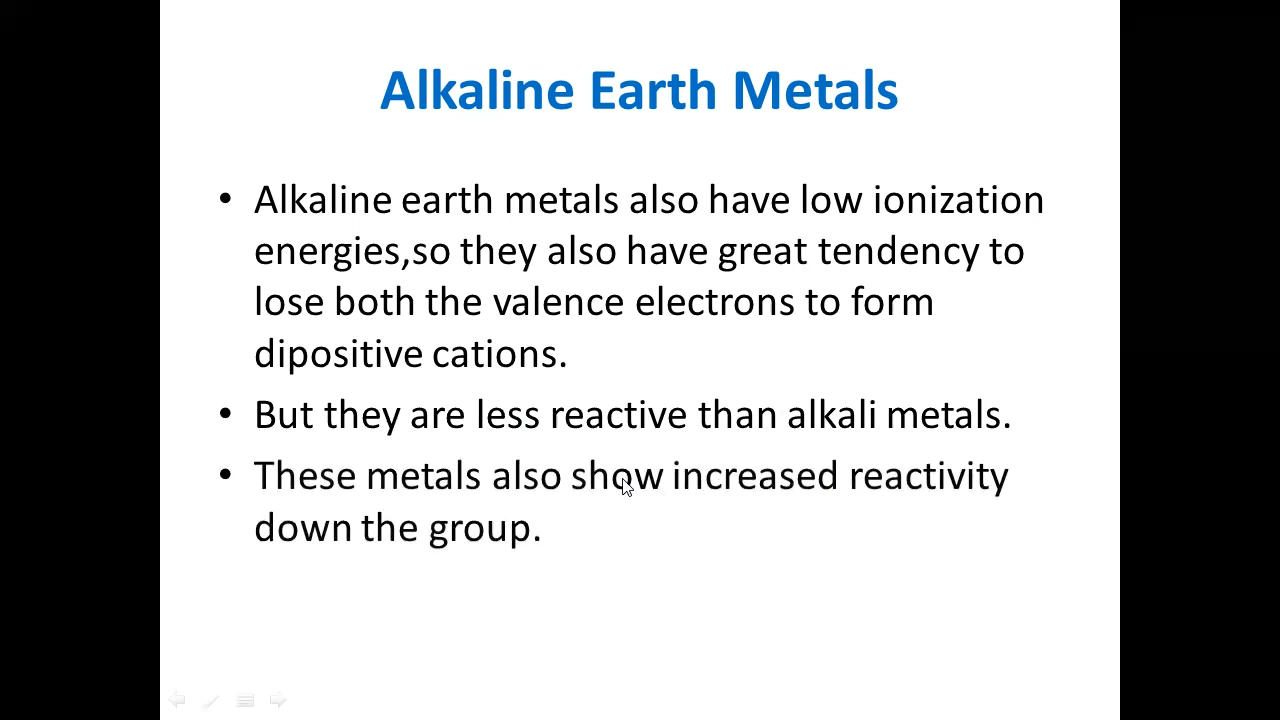 Alkaline Earth Metals
• Alkaline earth metals also have low ionization
energies,so they also have great tendency to
lose both the valence electrons to form
dipositive cations.
• But they are less reactive than alkali metals.
• These metals also show increased reactivity
down the group.